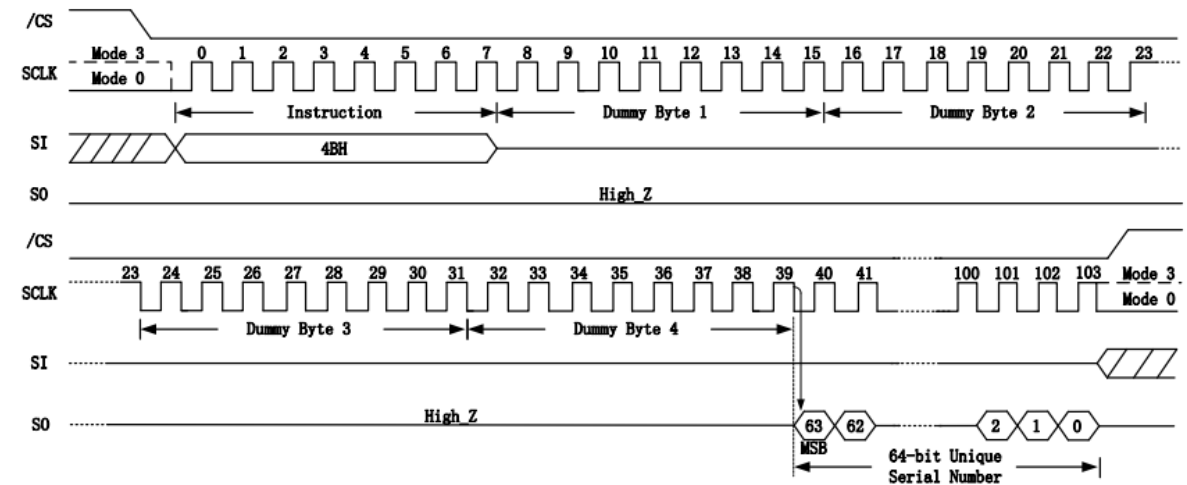 /CS
Mode 3 0 1 2 3 4 5 6 7 8 9 10 11 12 13 14 15 16 17 18 19 20 21 22 23
SCLK
Mode 0
Instruction Dummy Byte 1 Dummy Byte 2
SI 4BH
SO High_Z
/CS
23 24 25 26 27 28 29 30 31 32 33 34 35 36 37 38 39 40 41 100 101 102 103 Mode 3
SCLK
Mode 0
Dummy Byte 3 Dummy Byte 4
SI
SO High_Z 63 62 2 1 0
MSB
64-bit Unique
Serial Number